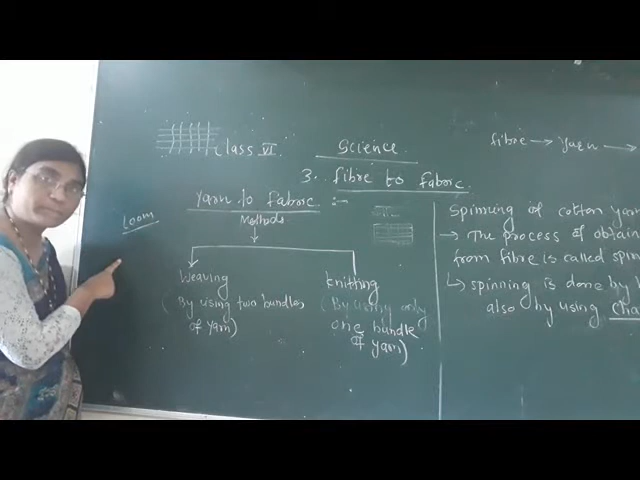 Class VI
Science
fibre → Yarn →
3. fibre to fabric
Yarn to fabric :-
Methods
Loom
Weaving
(By using two bundles
of yarn)
knitting
(By using only
one bundle
of yarn)
Spinning of cotton yarn
→ The process of obtain
from fibre is called spin
↳ spinning is done by
also by using Cha